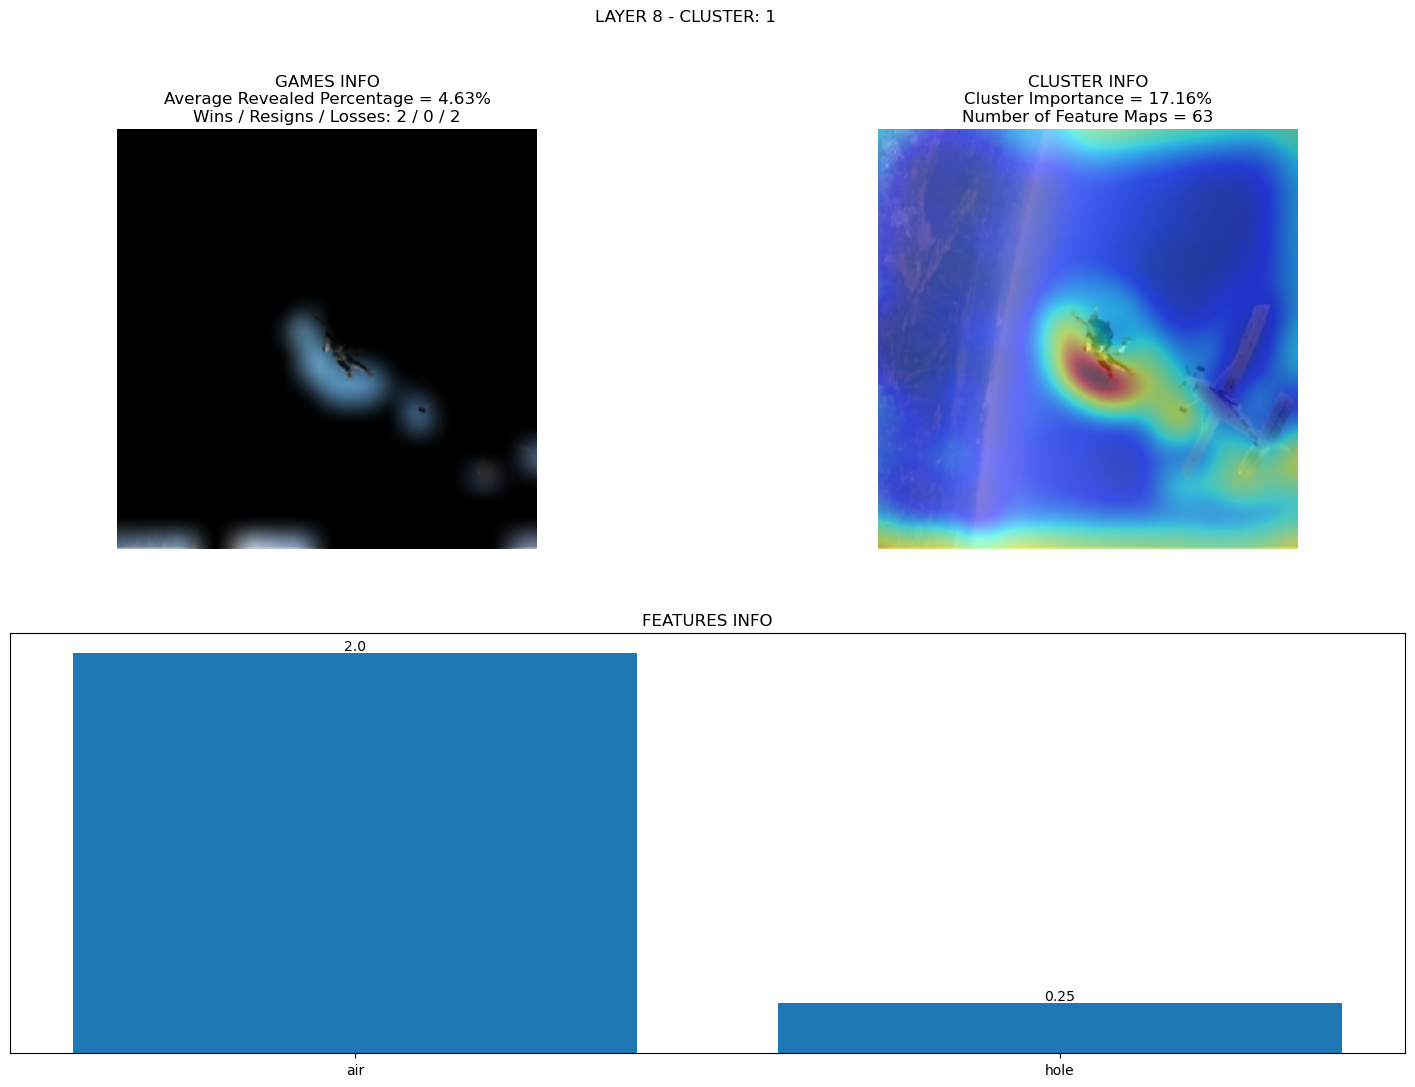 LAYER 8 - CLUSTER: 1
GAMES INFO
Average Revealed Percentage = 4.63%
Wins / Resigns / Losses: 2 / 0 / 2
CLUSTER INFO
Cluster Importance = 17.16%
Number of Feature Maps = 63
FEATURES INFO
2.0
0.25
air
hole